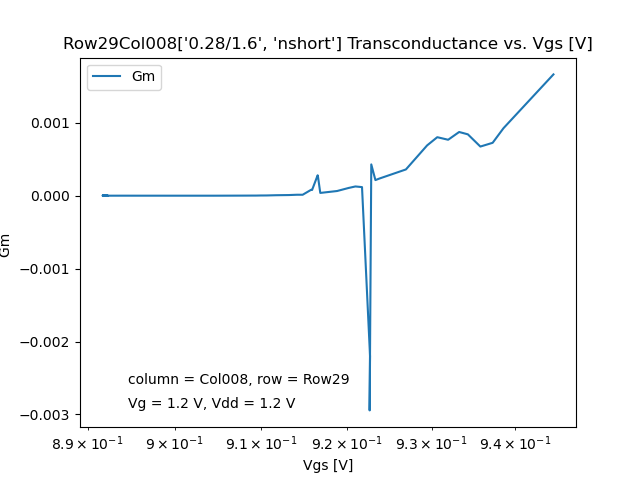 Row29Col008['0.28/1.6', 'nshort'] Transconductance vs. Vgs [V]
Gm
0.001
0.000
−0.001
−0.002
−0.003
Gm
column = Col008, row = Row29
Vg = 1.2 V, Vdd = 1.2 V
8.9 × 10⁻¹ 9 × 10⁻¹ 9.1 × 10⁻¹ 9.2 × 10⁻¹ 9.3 × 10⁻¹ 9.4 × 10⁻¹
Vgs [V]